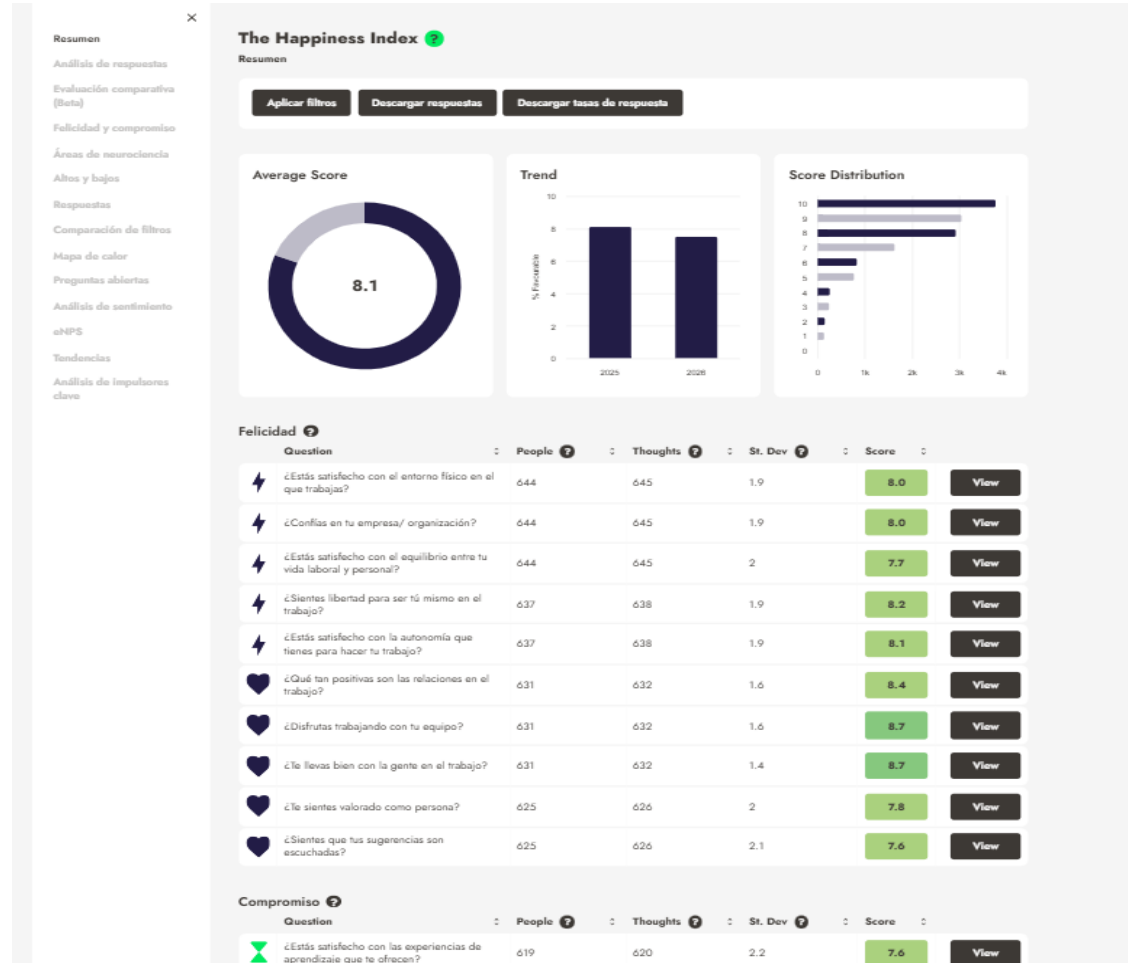 ×
Resumen
Análisis de respuestas
Evaluación comparativa
(Beta)
Felicidad y compromiso
Áreas de neurociencia
Altos y bajos
Respuestas
Comparación de filtros
Mapa de calor
Preguntas abiertas
Análisis de sentimiento
eNPS
Tendencias
Análisis de impulsores
clave
The Happiness Index ?
Resumen
Aplicar filtros Descargar respuestas Descargar tasas de respuesta
Average Score
8.1
Trend
% Favourable
10
8
6
4
2
0
2025 2026
Score Distribution
10
9
8
7
6
5
4
3
2
1
0
0 1k 2k 3k 4k
Felicidad ?
Question People ? Thoughts ? St. Dev ? Score
¿Estás satisfecho con el entorno físico en el
que trabajas?
644 645 1.9 8.0 View
¿Confías en tu empresa/ organización? 644 645 1.9 8.0 View
¿Estás satisfecho con el equilibrio entre tu
vida laboral y personal?
644 645 2 7.7 View
¿Sientes libertad para ser tú mismo en el
trabajo?
637 638 1.9 8.2 View
¿Estás satisfecho con la autonomía que
tienes para hacer tu trabajo?
637 638 1.9 8.1 View
¿Qué tan positivas son las relaciones en el
trabajo?
631 632 1.6 8.4 View
¿Disfrutas trabajando con tu equipo? 631 632 1.6 8.7 View
¿Te llevas bien con la gente en el trabajo? 631 632 1.4 8.7 View
¿Te sientes valorado como persona? 625 626 2 7.8 View
¿Sientes que tus sugerencias son
escuchadas?
625 626 2.1 7.6 View
Compromiso ?
Question People ? Thoughts ? St. Dev ? Score
¿Estás satisfecho con las experiencias de
aprendizaje que te ofrecen?
619 620 2.2 7.6 View